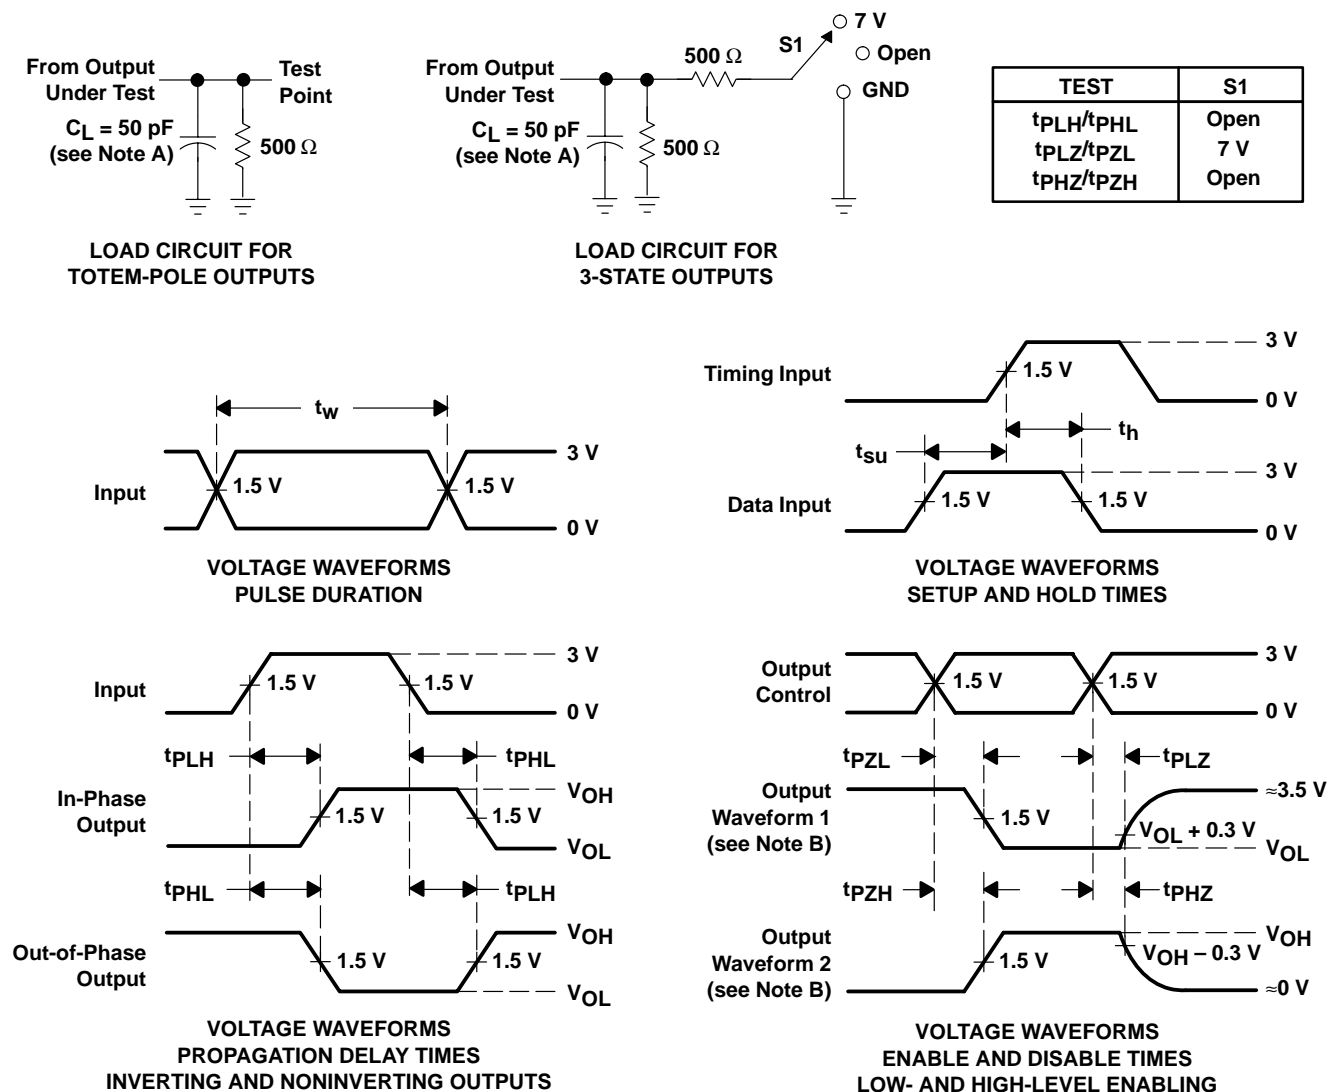 From Output
Under Test
Test
Point
CL = 50 pF
(see Note A)
500 Ω
LOAD CIRCUIT FOR
TOTEM-POLE OUTPUTS
From Output
Under Test
CL = 50 pF
(see Note A)
500 Ω
500 Ω
S1
7 V
Open
GND
LOAD CIRCUIT FOR
3-STATE OUTPUTS
TEST S1
tPLH/tPHL Open
tPLZ/tPZL 7 V
tPHZ/tPZH Open
tw
Input
1.5 V
1.5 V
3 V
0 V
VOLTAGE WAVEFORMS
PULSE DURATION
Timing Input
1.5 V
3 V
0 V
tsu
th
Data Input
1.5 V
1.5 V
3 V
0 V
VOLTAGE WAVEFORMS
SETUP AND HOLD TIMES
Input
1.5 V
1.5 V
3 V
0 V
tPLH
tPHL
In-Phase
Output
1.5 V
1.5 V
VOH
VOL
tPHL
tPLH
Out-of-Phase
Output
1.5 V
1.5 V
VOH
VOL
VOLTAGE WAVEFORMS
PROPAGATION DELAY TIMES
INVERTING AND NONINVERTING OUTPUTS
Output
Control
1.5 V
1.5 V
3 V
0 V
tPZL
tPLZ
Output
Waveform 1
(see Note B)
1.5 V
≈3.5 V
VOL + 0.3 V
VOL
tPZH
tPHZ
Output
Waveform 2
(see Note B)
1.5 V
VOH
VOH – 0.3 V
≈0 V
VOLTAGE WAVEFORMS
ENABLE AND DISABLE TIMES
LOW- AND HIGH-LEVEL ENABLING